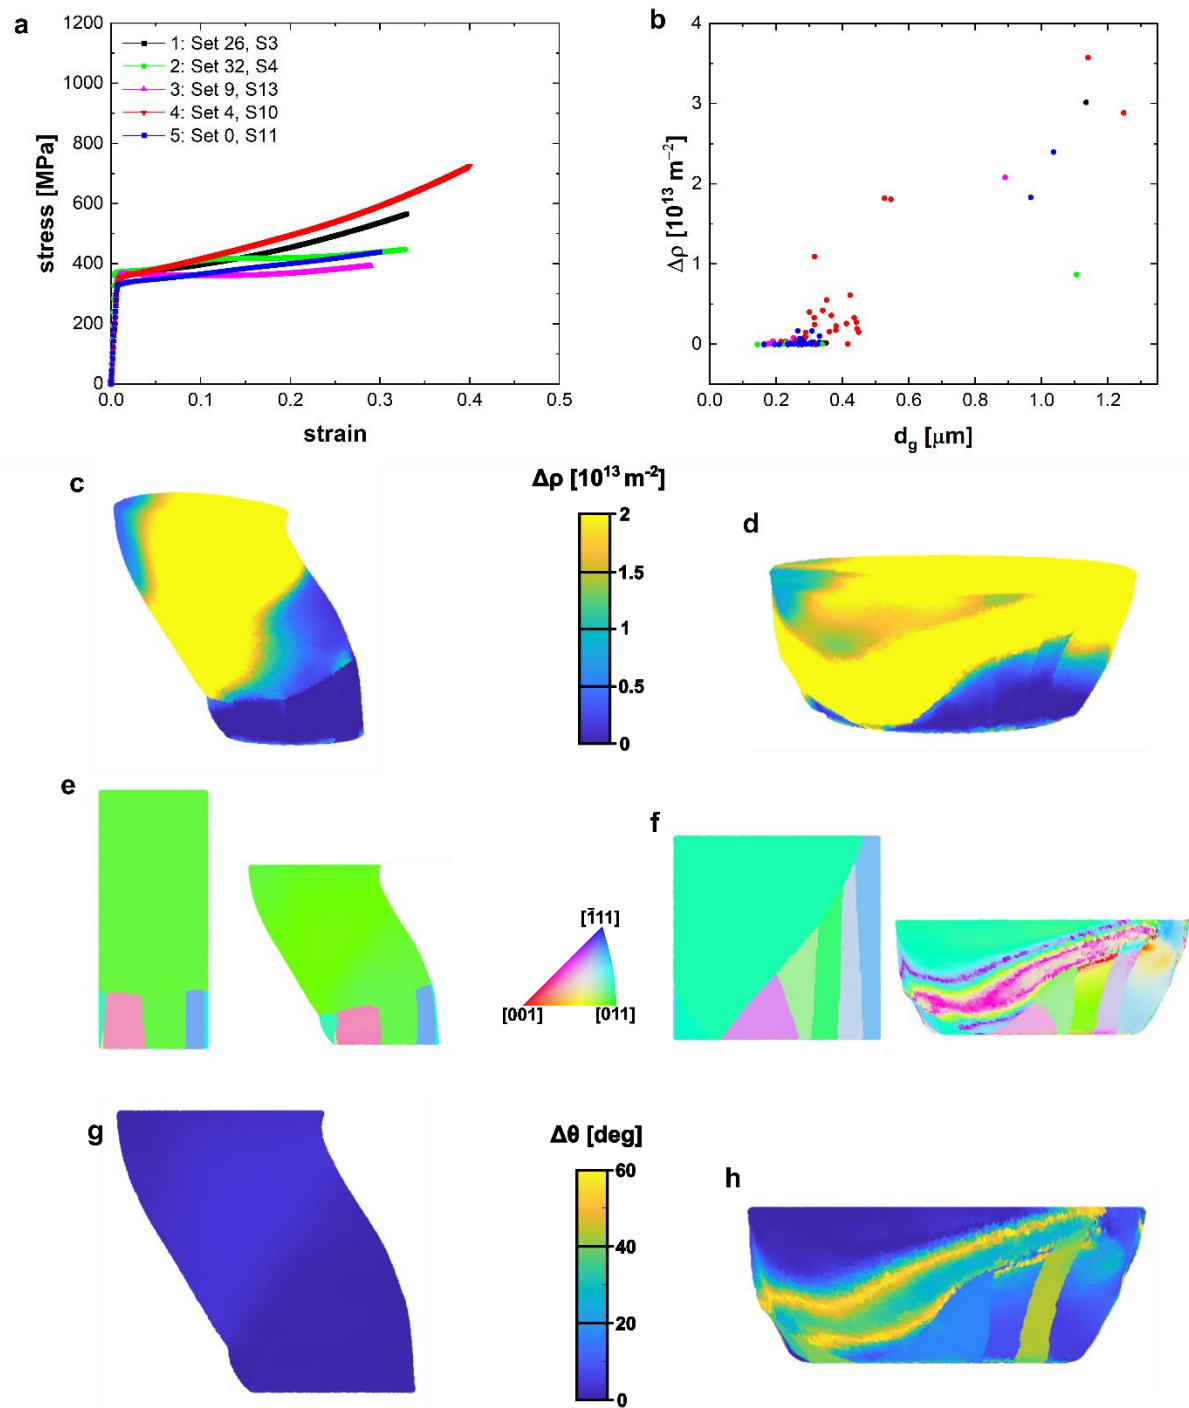 a
1200
1000
800
600
400
200
0
stress [MPa]
1: Set 26, S3
2: Set 32, S4
3: Set 9, S13
4: Set 4, S10
5: Set 0, S11
0.0 0.1 0.2 0.3 0.4 0.5
strain
b
4
3
2
1
0
Δρ [10¹³ m⁻²]
0.0 0.2 0.4 0.6 0.8 1.0 1.2
d_g [μm]
c
Δρ [10¹³ m⁻²]
2
1.5
1
0.5
0
d
e
[1̄11]
[001] [011]
f
g
Δθ [deg]
60
40
20
0
h